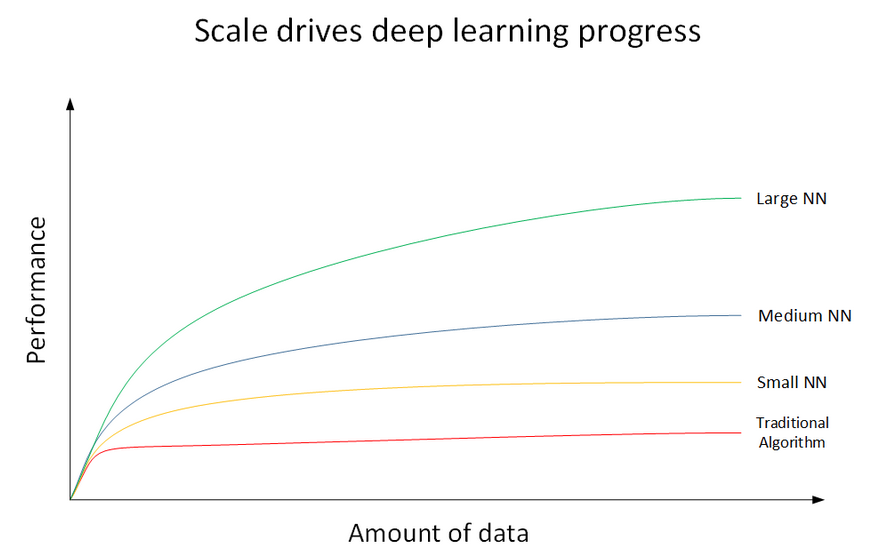 Scale drives deep learning progress
Performance
Large NN
Medium NN
Small NN
Traditional
Algorithm
Amount of data